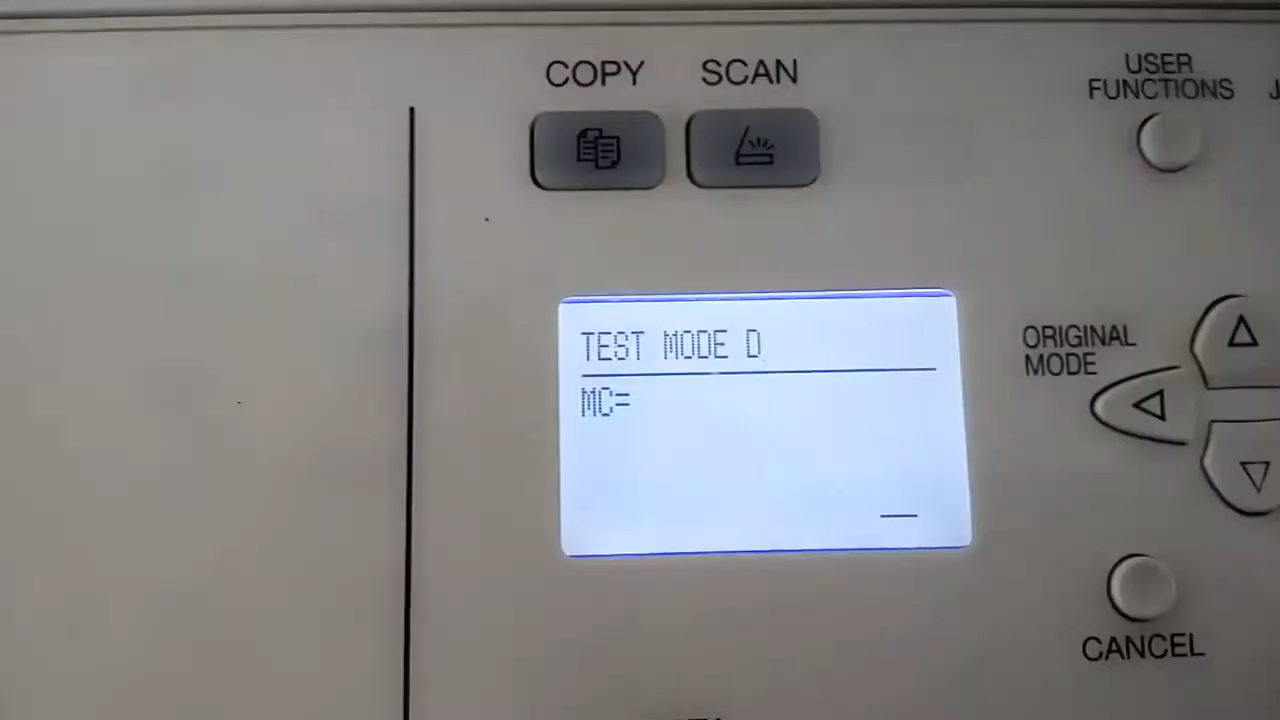 COPY SCAN
USER
FUNCTIONS
TEST MODE D
MC=
ORIGINAL
MODE
CANCEL